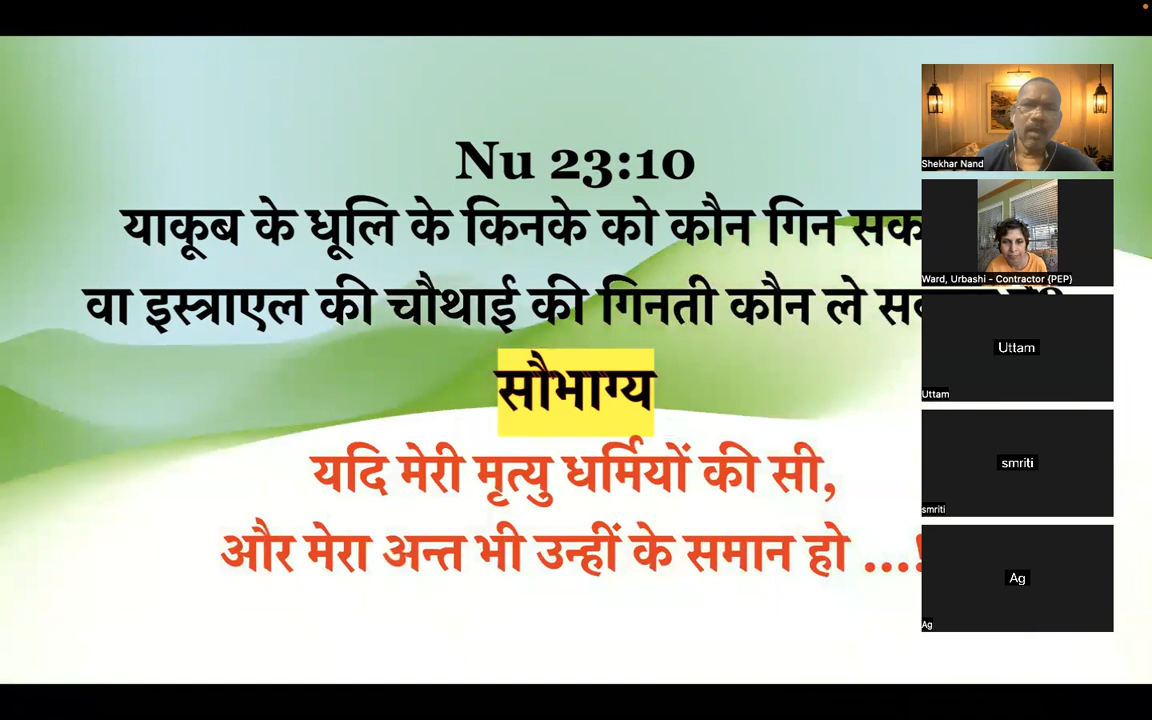 Nu 23:10
याकूब के धूलि के किनके को कौन गिन
वा इस्त्राएल की चौथाई की गिनती कौन ले
सौभाग्य
यदि मेरी मृत्यु धर्मियों की सी,
और मेरा अन्त भी उन्हीं के समान हो ...!
Shekhar Nand
Ward, Urbashi - Contractor {PEP}
Uttam
Uttam
smriti
smriti
Ag
Ag